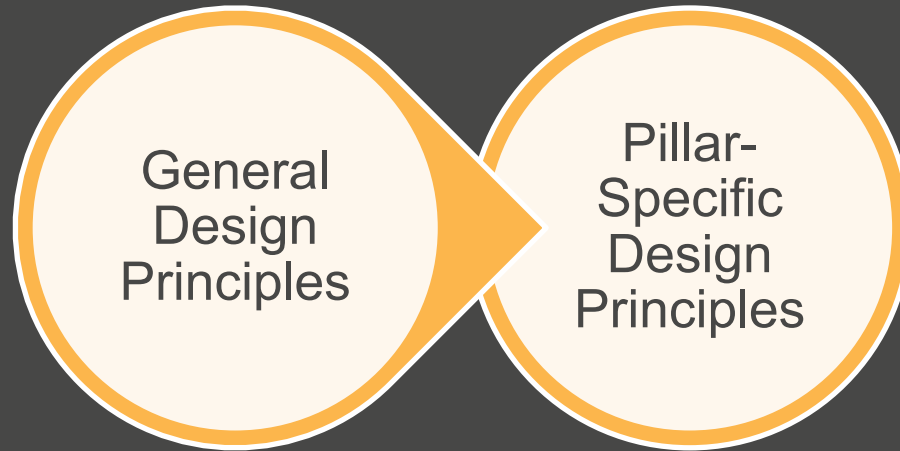 General
Design
Principles
Pillar-
Specific
Design
Principles